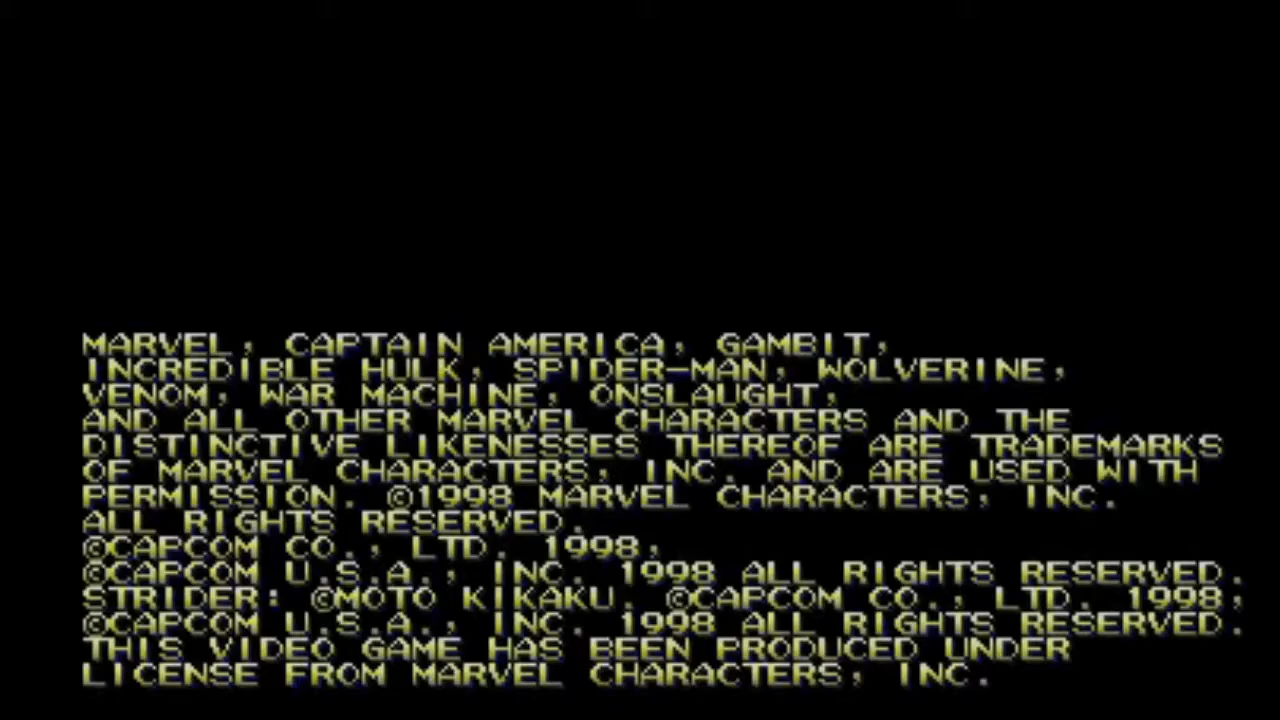 MARVEL, CAPTAIN AMERICA, GAMBIT,
INCREDIBLE HULK, SPIDER-MAN, WOLVERINE,
VENOM, WAR MACHINE, ONSLAUGHT,
AND ALL OTHER MARVEL CHARACTERS AND THE
DISTINCTIVE LIKENESSES THEREOF ARE TRADEMARKS
OF MARVEL CHARACTERS, INC. AND ARE USED WITH
PERMISSION. ©1998 MARVEL CHARACTERS, INC.
ALL RIGHTS RESERVED.
©CAPCOM CO., LTD. 1998,
©CAPCOM U.S.A., INC. 1998 ALL RIGHTS RESERVED.
STRIDER: ©MOTO KIKAKU. ©CAPCOM CO., LTD. 1998,
©CAPCOM U.S.A., INC. 1998 ALL RIGHTS RESERVED.
THIS VIDEO GAME HAS BEEN PRODUCED UNDER
LICENSE FROM MARVEL CHARACTERS, INC.